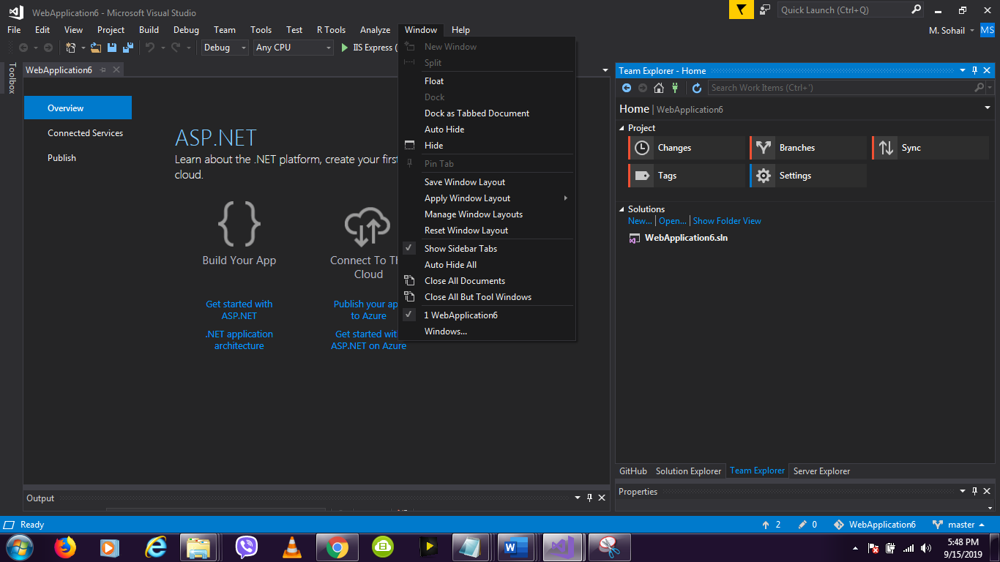 WebApplication6 - Microsoft Visual Studio
Quick Launch (Ctrl+Q)
File Edit View Project Build Debug Team Tools Test R Tools Analyze Window Help
M. Sohail MS
Debug Any CPU IIS Express (
Toolbox
WebApplication6
Overview
Connected Services
Publish
ASP.NET
Learn about the .NET platform, create your first
cloud.
Build Your App
Connect To Th
Cloud
Get started with
ASP.NET
.NET application
architecture
Publish your ap
to Azure
Get started with
ASP.NET on Azure
New Window
Split
Float
Dock
Dock as Tabbed Document
Auto Hide
Hide
Pin Tab
Save Window Layout
Apply Window Layout
Manage Window Layouts
Reset Window Layout
Show Sidebar Tabs
Auto Hide All
Close All Documents
Close All But Tool Windows
1 WebApplication6
Windows...
Team Explorer - Home
Search Work Items (Ctrl+')
Home | WebApplication6
Project
Changes Branches Sync
Tags Settings
Solutions
New... Open... Show Folder View
WebApplication6.sln
GitHub Solution Explorer Team Explorer Server Explorer
Output
Properties
Ready
2 0 WebApplication6 master
5:48 PM
9/15/2019